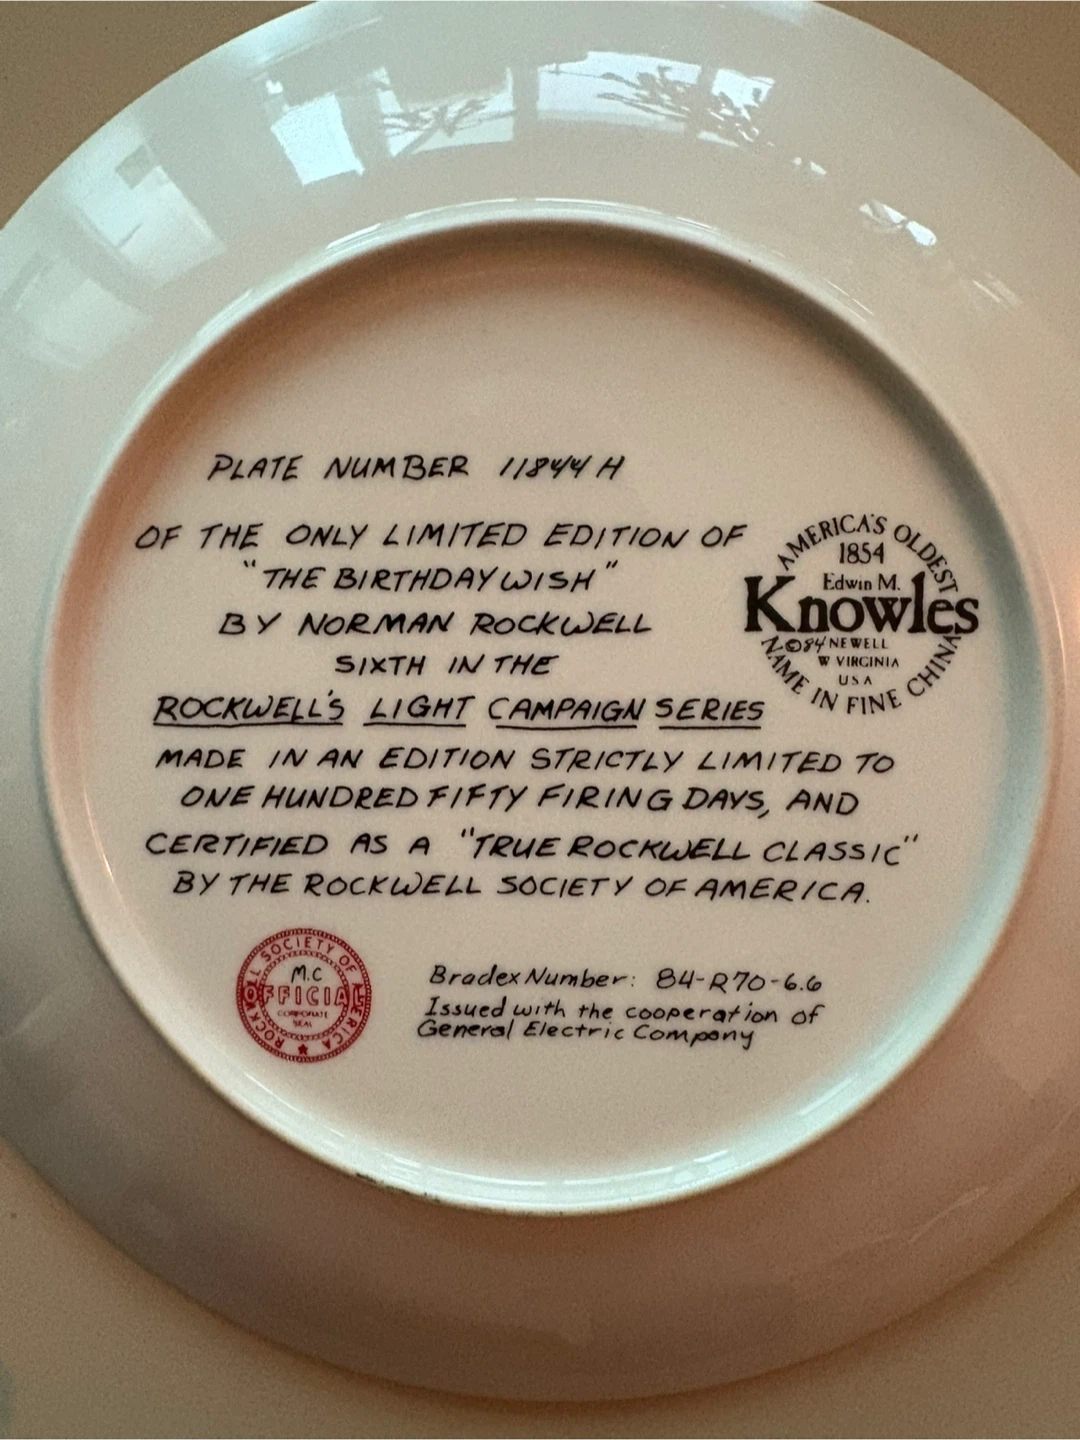 PLATE NUMBER 11844 H
OF THE ONLY LIMITED EDITION OF
"THE BIRTHDAY WISH"
BY NORMAN ROCKWELL
SIXTH IN THE
ROCKWELL'S LIGHT CAMPAIGN SERIES
MADE IN AN EDITION STRICTLY LIMITED TO
ONE HUNDRED FIFTY FIRING DAYS, AND
CERTIFIED AS A "TRUE ROCKWELL CLASSIC"
BY THE ROCKWELL SOCIETY OF AMERICA.
AMERICA'S OLDEST
1854
Edwin M.
Knowles
©84 NEWELL
W VIRGINIA
USA
NAME IN FINE CHINA
ROCKWELL SOCIETY OF AMERICA
M.C
OFFICIAL
CORPORATE
SEAL
Bradex Number: 84-R70-6.6
Issued with the cooperation of
General Electric Company